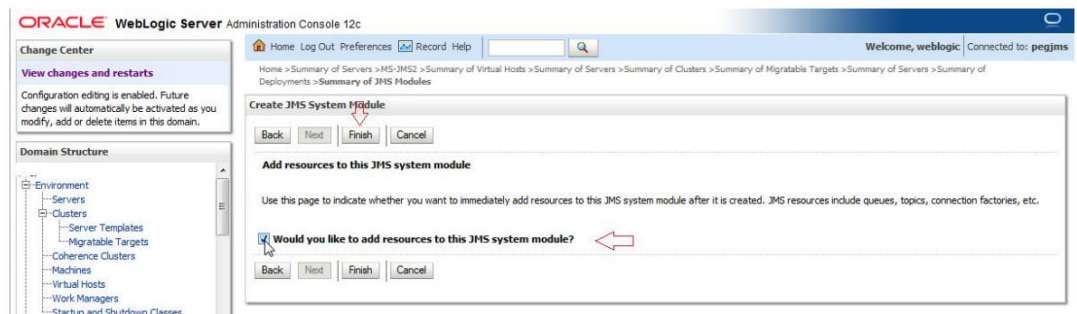 ORACLE WebLogic Server Administration Console 12c
Change Center
View changes and restarts
Configuration editing is enabled. Future
changes will automatically be activated as you
modify, add or delete items in this domain.
Domain Structure
Environment
Servers
Clusters
Server Templates
Migratable Targets
Coherence Clusters
Machines
Virtual Hosts
Work Managers
Startup and Shutdown Classes
Home Log Out Preferences Record Help
Welcome, weblogic Connected to: pegjms
Home >Summary of Servers >MS-JMS2 >Summary of Virtual Hosts >Summary of Servers >Summary of Clusters >Summary of Migratable Targets >Summary of Servers >Summary of
Deployments >Summary of JMS Modules
Create JMS System Module
Back Next Finish Cancel
Add resources to this JMS system module
Use this page to indicate whether you want to immediately add resources to this JMS system module after it is created. JMS resources include queues, topics, connection factories, etc.
Would you like to add resources to this JMS system module?
Back Next Finish Cancel